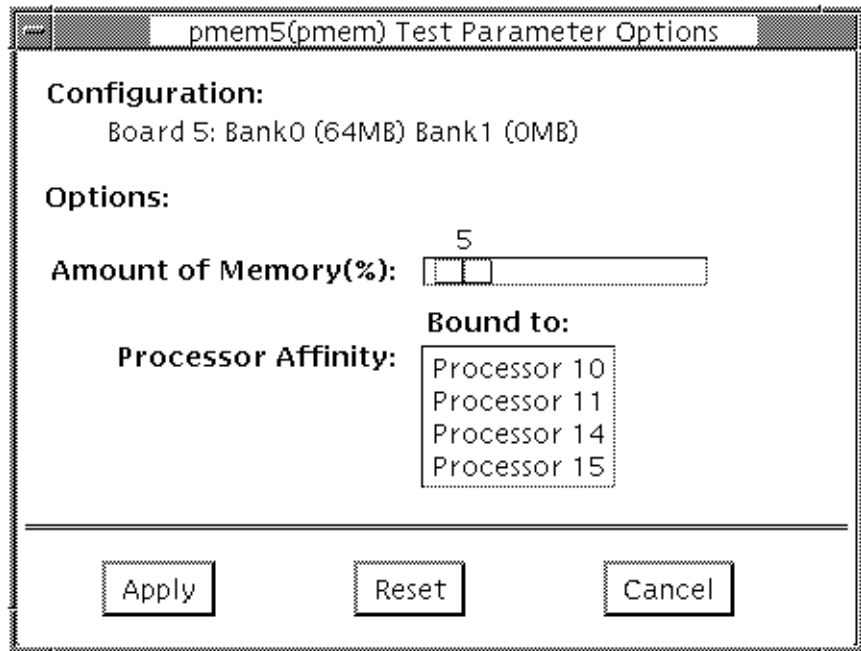 pmem5(pmem) Test Parameter Options
Configuration:
Board 5: Bank0 (64MB) Bank1 (0MB)
Options:
5
Amount of Memory(%):
Bound to:
Processor Affinity:
Processor 10
Processor 11
Processor 14
Processor 15
Apply Reset Cancel